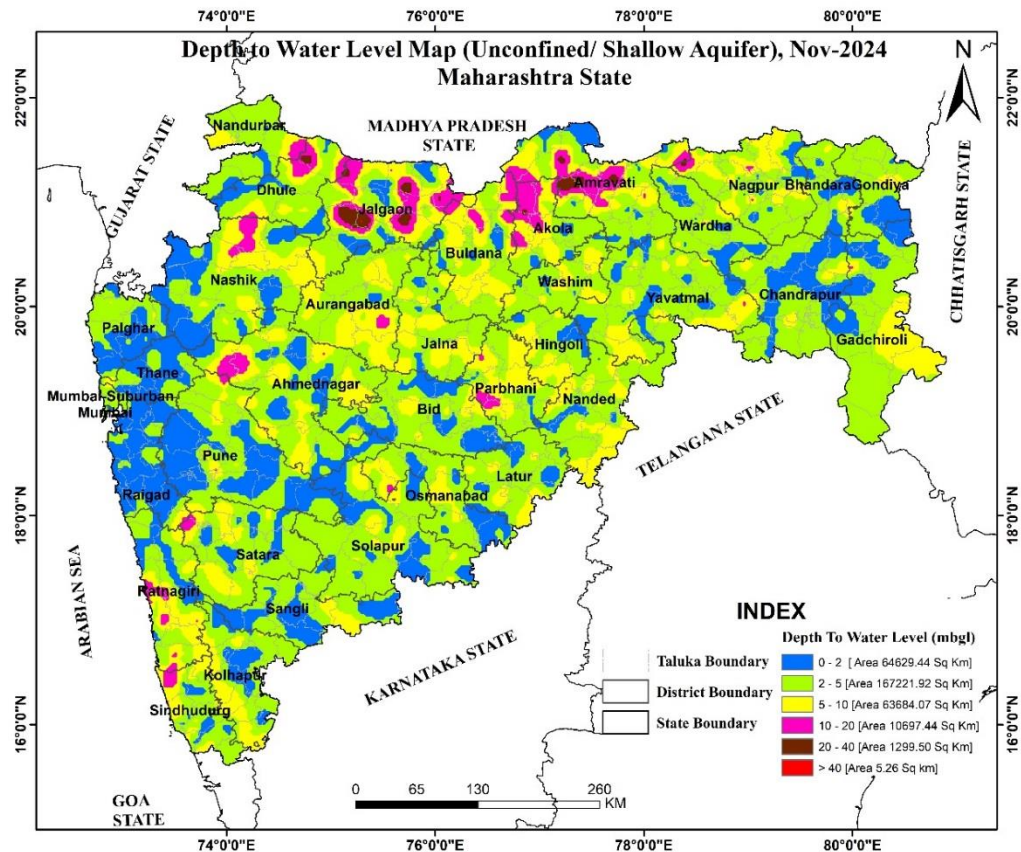 74°0'0"E
76°0'0"E
78°0'0"E
80°0'0"E
Depth to Water Level Map (Unconfined/ Shallow Aquifer), Nov-2024
Maharashtra State
N
22°0'0"N
22°0'0"N
MADHYA PRADESH
STATE
GUJARAT STATE
CHHATISGARH STATE
Nandurbar
Dhule
Jalgaon
Amravati
Nagpur
Bhandara
Gondiya
Akola
Wardha
Buldana
Nashik
Washim
Aurangabad
Yavatmal
Chandrapur
20°0'0"N
20°0'0"N
Palghar
Jalna
Hingoli
Gadchiroli
Thane
Ahmednagar
Parbhani
Mumbai Suburban
Mumbai
Bid
Nanded
TELANGANA STATE
Pune
Latur
Raigad
Osmanabad
18°0'0"N
18°0'0"N
Solapur
Satara
ARABIAN SEA
Ratnagiri
Sangli
KARNATAKA STATE
Kolhapur
Sindhudurg
16°0'0"N
16°0'0"N
GOA
STATE
INDEX
Taluka Boundary
District Boundary
State Boundary
Depth To Water Level (mbgl)
0 - 2 [ Area 64629.44 Sq Km]
2 - 5 [Area 167221.92 Sq Km]
5 - 10 [Area 63684.07 Sq Km]
10 - 20 [Area 10697.44 Sq Km]
20 - 40 [Area 1299.50 Sq Km]
> 40 [Area 5.26 Sq km]
0 65 130 260
KM
74°0'0"E
76°0'0"E
78°0'0"E
80°0'0"E